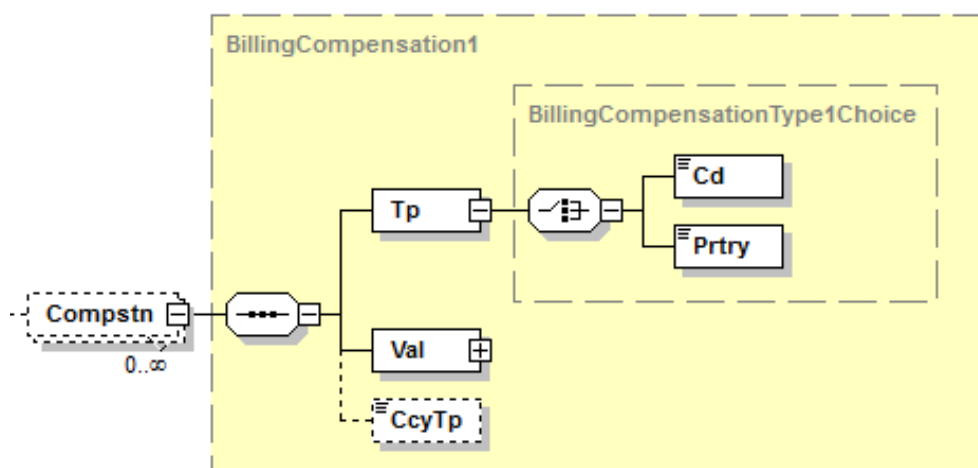 BillingCompensation1
BillingCompensationType1Choice
Cd
Tp
Prtry
Compstn
0..∞
Val
CcyTp